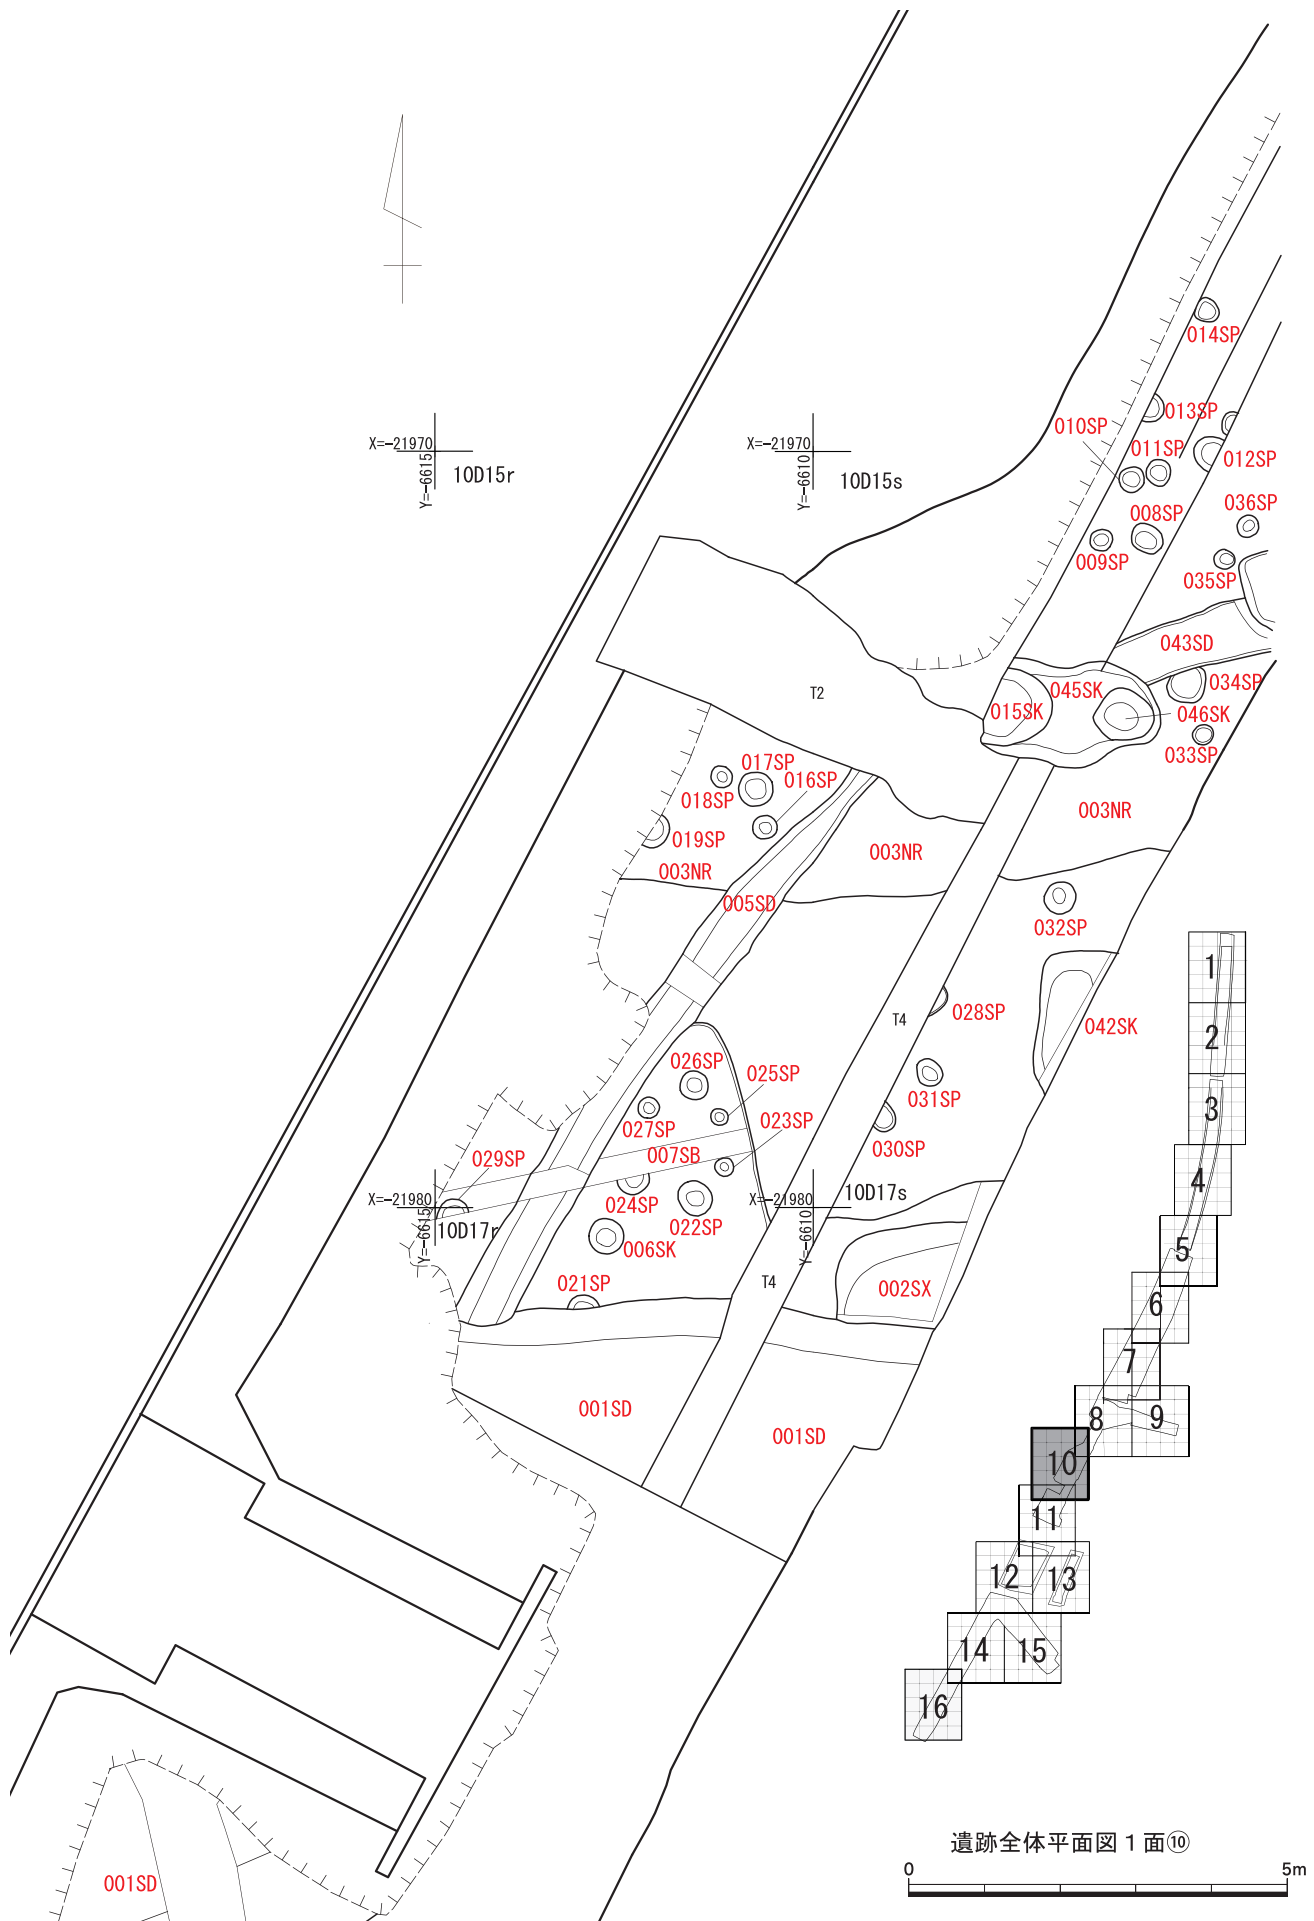 014SP
013SP
010SP
011SP
012SP
X=-21970
Y=-6615
10D15r
X=-21970
Y=-6610
10D15s
036SP
008SP
009SP
035SP
043SD
034SP
045SK
015SK
046SK
033SP
T2
017SP
016SP
018SP
019SP
003NR
003NR
003NR
005SD
032SP
028SP
T4
042SK
026SP
025SP
031SP
027SP
023SP
030SP
007SB
029SP
024SP
022SP
X=-21980
Y=-6615
10D17r
X=-21980
Y=-6610
10D17s
006SK
021SP
T4
002SX
001SD
001SD
001SD
1
2
3
4
5
6
7
8
9
10
11
12
13
14
15
16
遺跡全体平面図1面⑩
0
5m